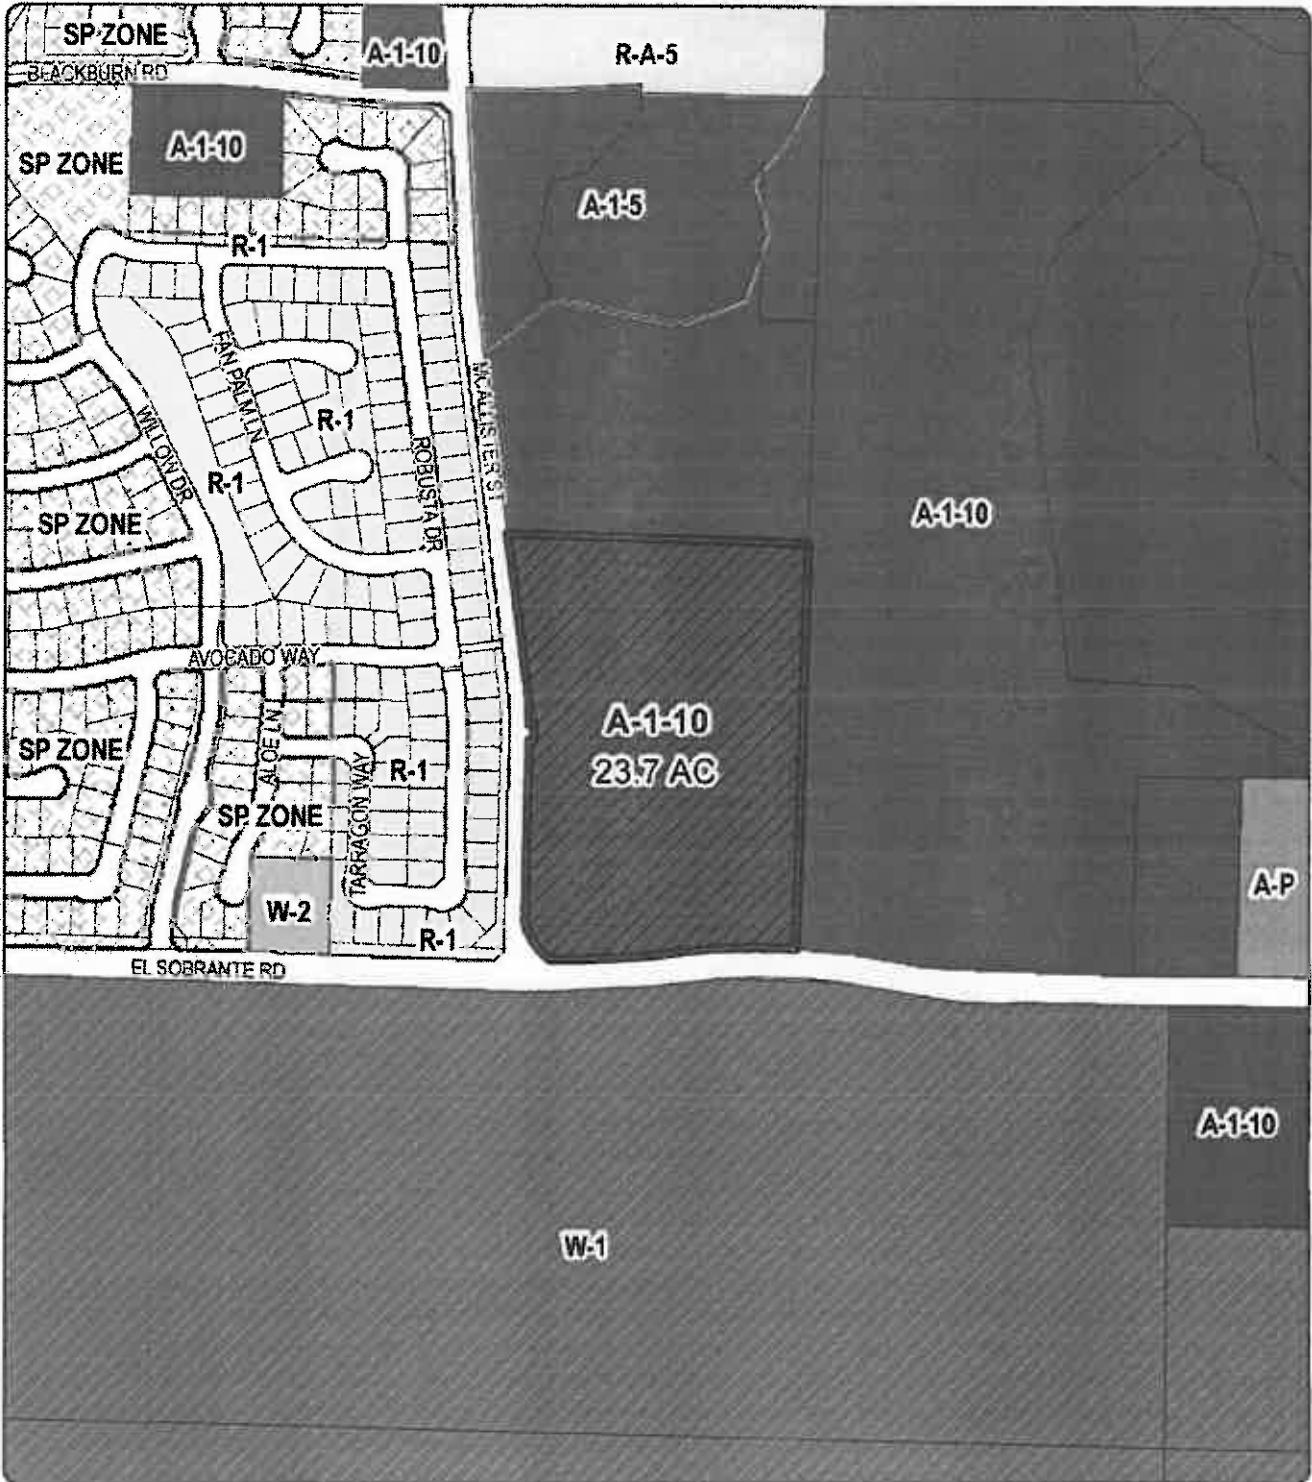 SP ZONE
A-1-10
R-A-5
BLACKBURN RD
A-1-10
SP ZONE
A-1-5
R-1
FAN PALM LN
MCALLISTER ST
R-1
WILLOW DR
ROBUSTA DR
R-1
SP ZONE
A-1-10
AVOCADO WAY
A-1-10
23.7 AC
SP ZONE
ALOE LN
R-1
TARRAGON WAY
SP ZONE
A-P
W-2
R-1
EL SOBRANTE RD
A-1-10
W-1